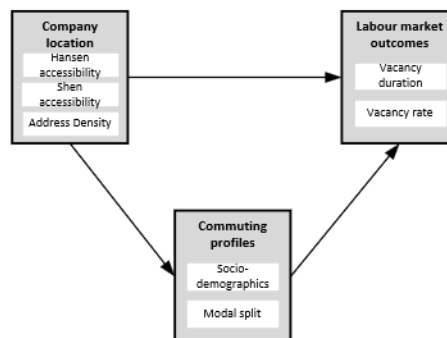 Company
location
Hansen
accessibility
Shen
accessibility
Address Density
Labour market
outcomes
Vacancy
duration
Vacancy rate
Commuting
profiles
Socio-
demographics
Modal split